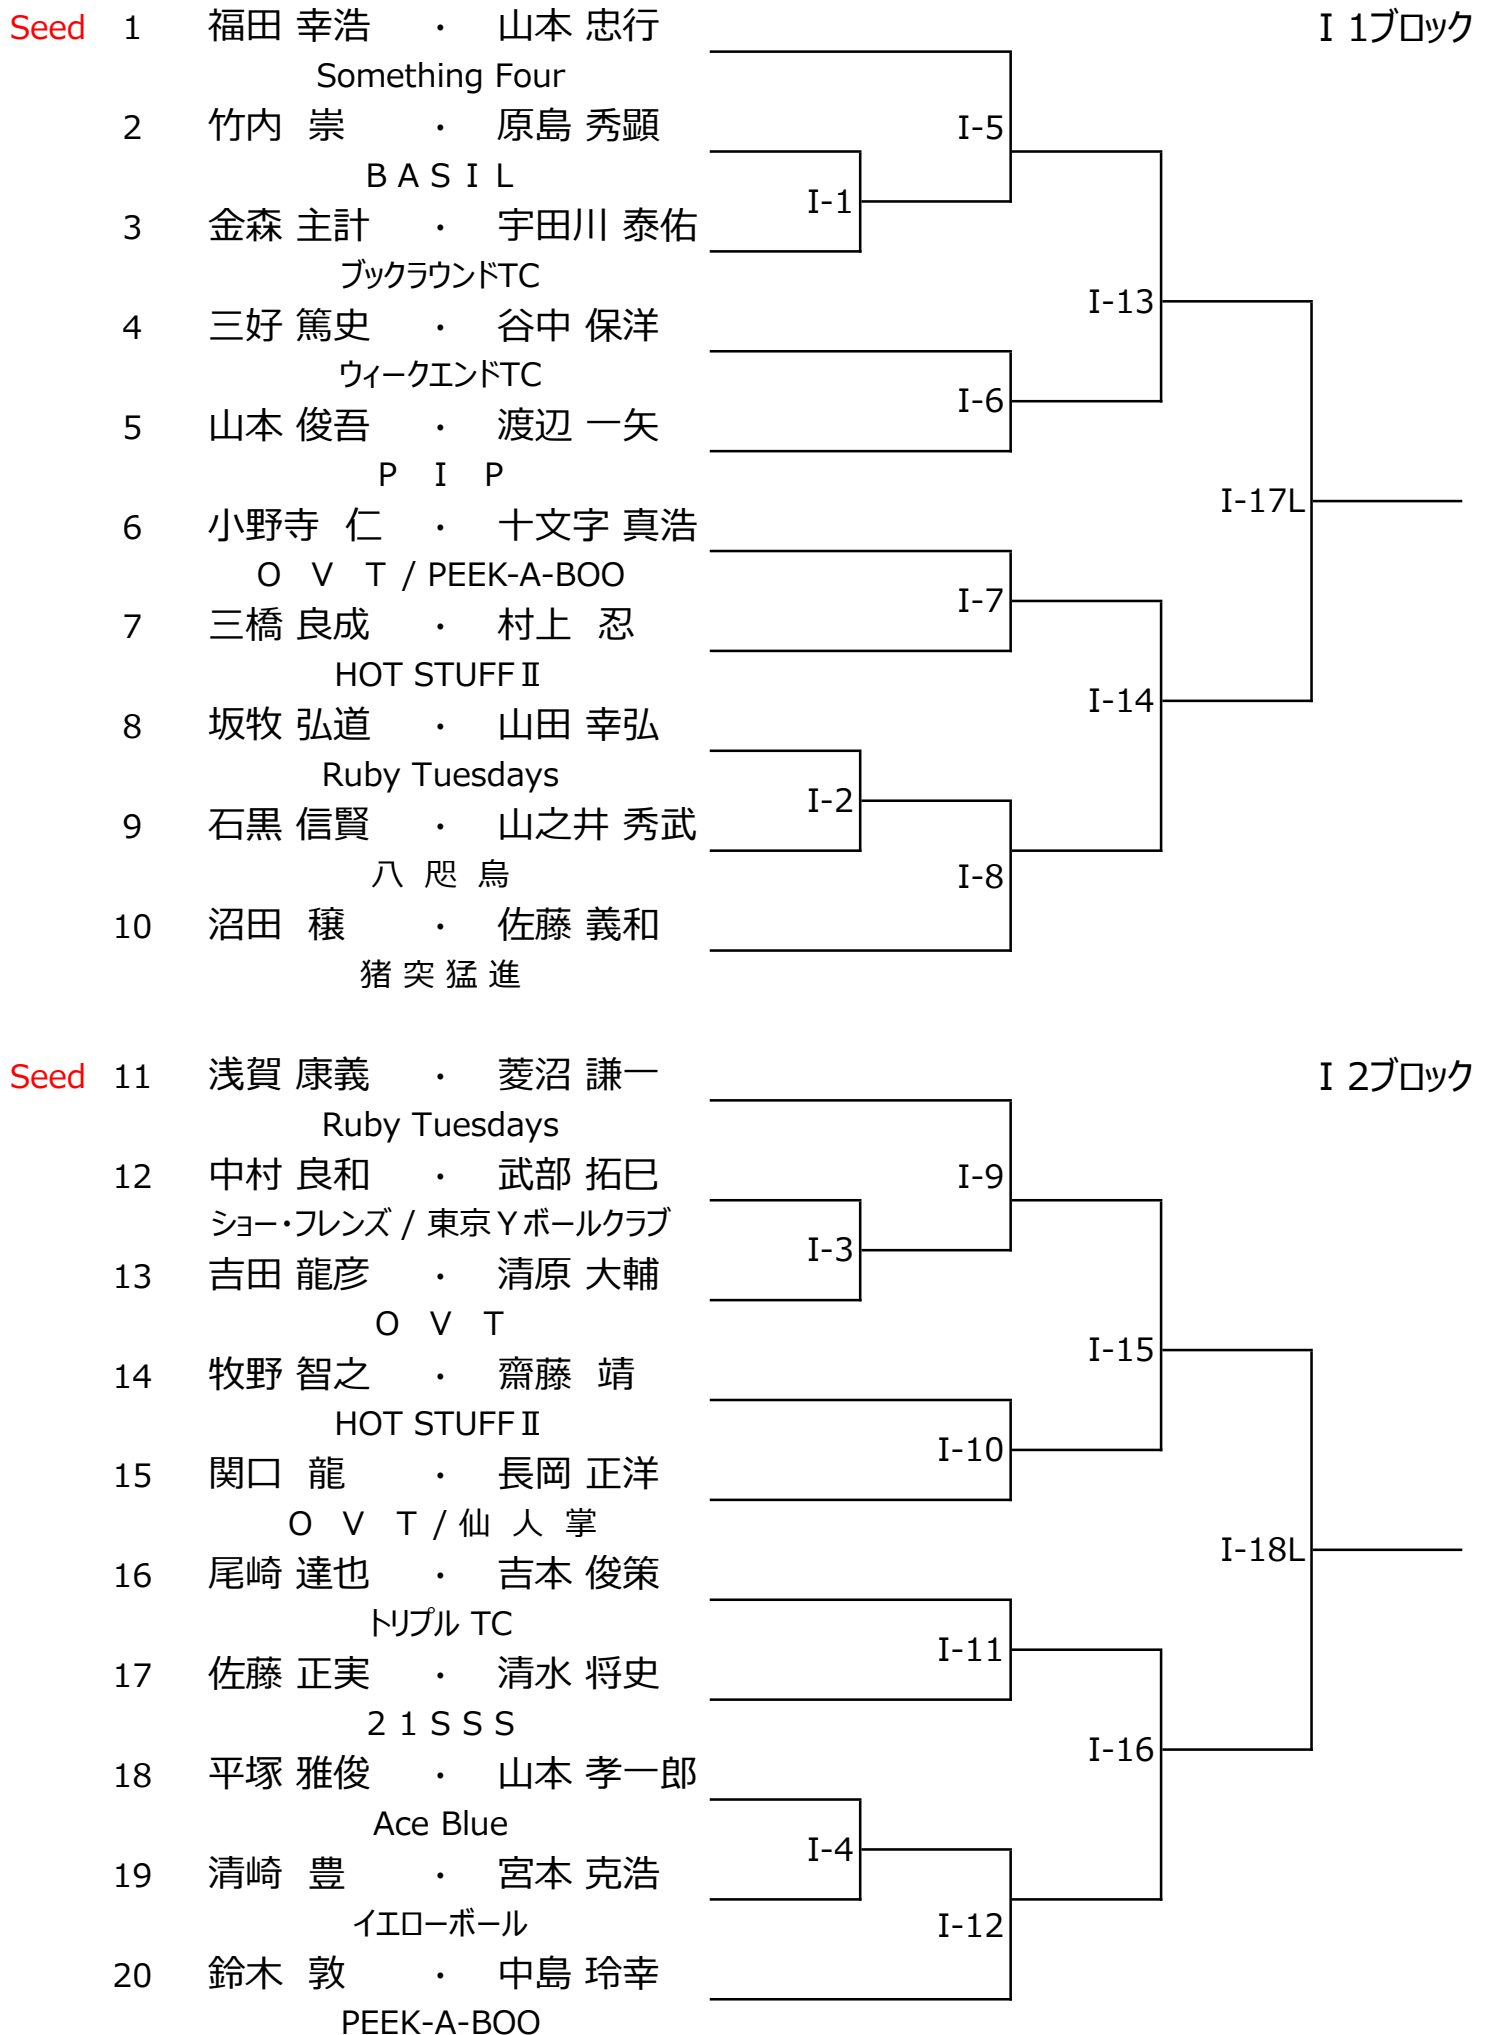 Seed 1 福田 幸浩 ・ 山本 忠行 I 1ブロック
Something Four
2 竹内 崇 ・ 原島 秀顕 I-5
B A S I L
I-1
3 金森 主計 ・ 宇田川 泰佑
ブックラウンドTC
I-13
4 三好 篤史 ・ 谷中 保洋
ウィークエンドTC
I-6
5 山本 俊吾 ・ 渡辺 一矢
P I P
I-17L
6 小野寺 仁 ・ 十文字 真浩
O V T / PEEK-A-BOO
I-7
7 三橋 良成 ・ 村上 忍
HOT STUFFⅡ
I-14
8 坂牧 弘道 ・ 山田 幸弘
Ruby Tuesdays
I-2
9 石黒 信賢 ・ 山之井 秀武
八 咫 烏
I-8
10 沼田 穣 ・ 佐藤 義和
猪 突 猛 進
Seed 11 浅賀 康義 ・ 菱沼 謙一 I 2ブロック
Ruby Tuesdays
12 中村 良和 ・ 武部 拓巳 I-9
ショー・フレンズ / 東京Ｙボールクラブ
I-3
13 吉田 龍彦 ・ 清原 大輔
O V T
I-15
14 牧野 智之 ・ 齋藤 靖
HOT STUFFⅡ
I-10
15 関口 龍 ・ 長岡 正洋
O V T / 仙 人 掌
I-18L
16 尾崎 達也 ・ 吉本 俊策
トリプル TC
I-11
17 佐藤 正実 ・ 清水 将史
2 1 S S S
I-16
18 平塚 雅俊 ・ 山本 孝一郎
Ace Blue
I-4
19 清崎 豊 ・ 宮本 克浩
イエローボール
I-12
20 鈴木 敦 ・ 中島 玲幸
PEEK-A-BOO